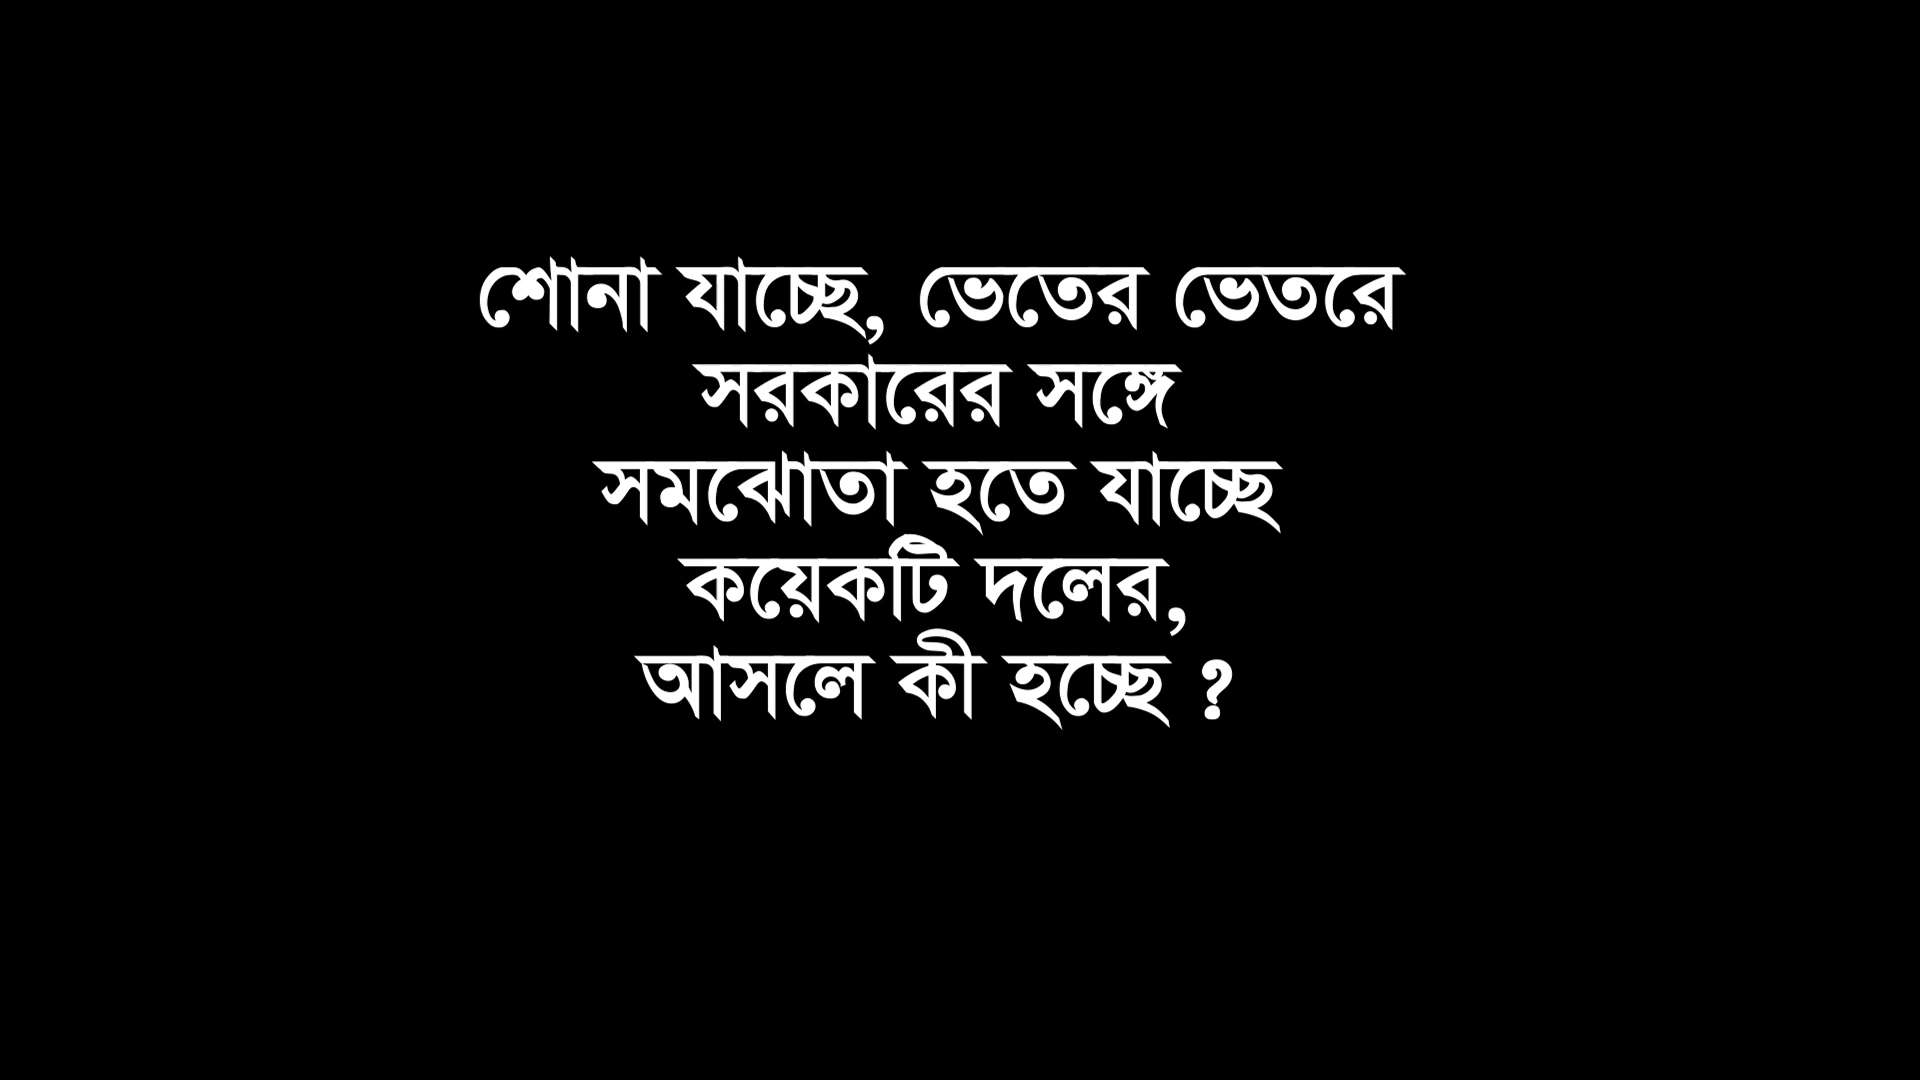 শোনা যাচ্ছে, ভেতের ভেতরে
সরকারের সঙ্গে
সমঝোতা হতে যাচ্ছে
কয়েকটি দলের,
আসলে কী হচ্ছে ?